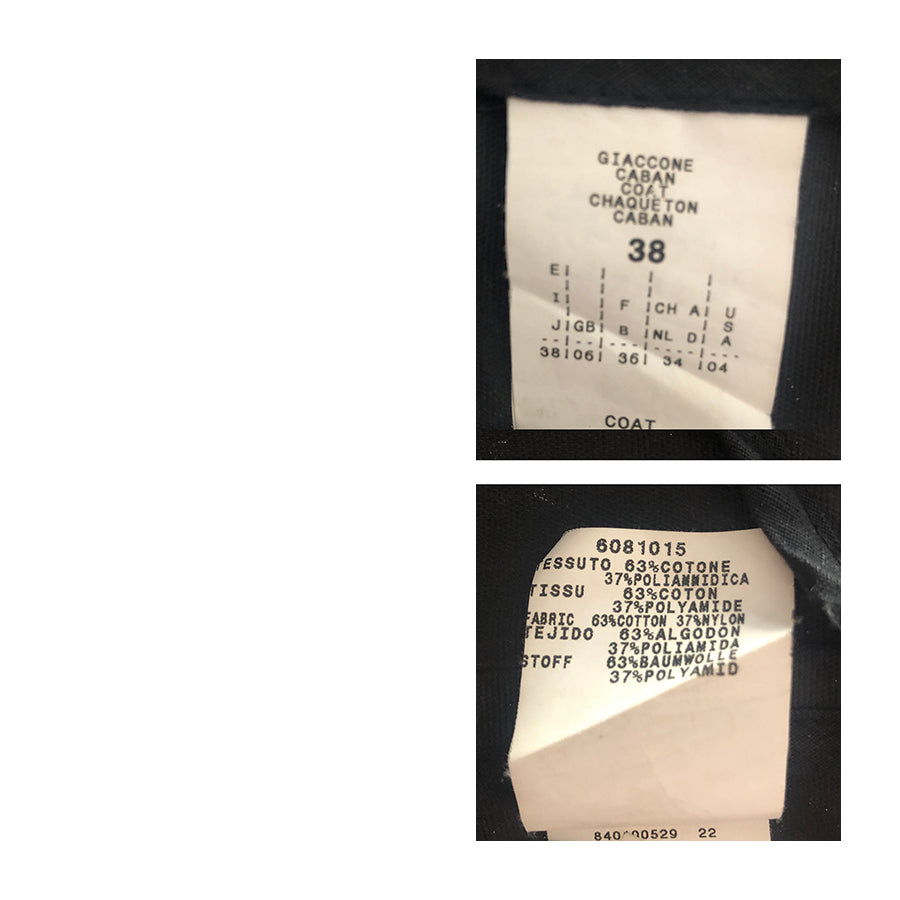 GIACCONE
CABAN
COAT
CHAQUETON
CABAN
38
E
I F CH A U
S
J GB B NL D A
38 06 36 34 04
COAT
6081015
TESSUTO 63%COTONE
37%POLIAMMIDICA
TISSU 63%COTON
37%POLYAMIDE
FABRIC 63%COTTON 37%NYLON
TEJIDO 63%ALGODON
37%POLIAMIDA
STOFF 63%BAUMWOLLE
37%POLYAMID
22